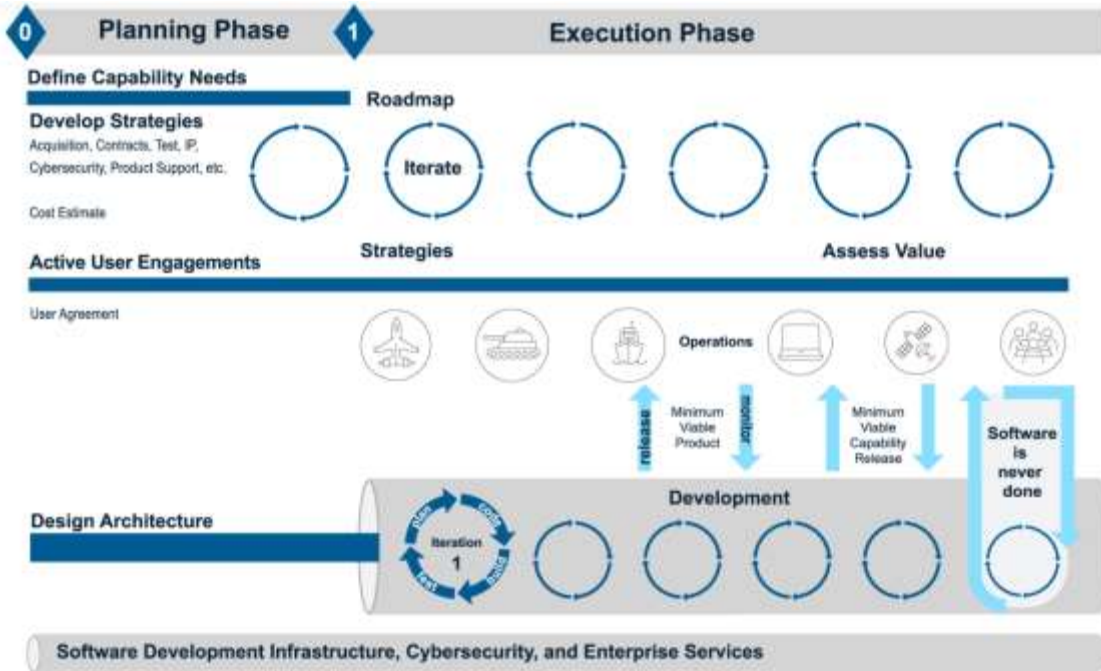 0
Planning Phase
1
Execution Phase
Define Capability Needs
Roadmap
Develop Strategies
Acquisition, Contracts, Test, IP,
Cybersecurity, Product Support, etc.
Iterate
Cost Estimate
Strategies
Assess Value
Active User Engagements
User Agreement
Operations
release
Minimum
Viable
Product
monitor
Minimum
Viable
Capability
Release
Software
is
never
done
Development
Design Architecture
plan
code
build
test
Iteration
1
Software Development Infrastructure, Cybersecurity, and Enterprise Services